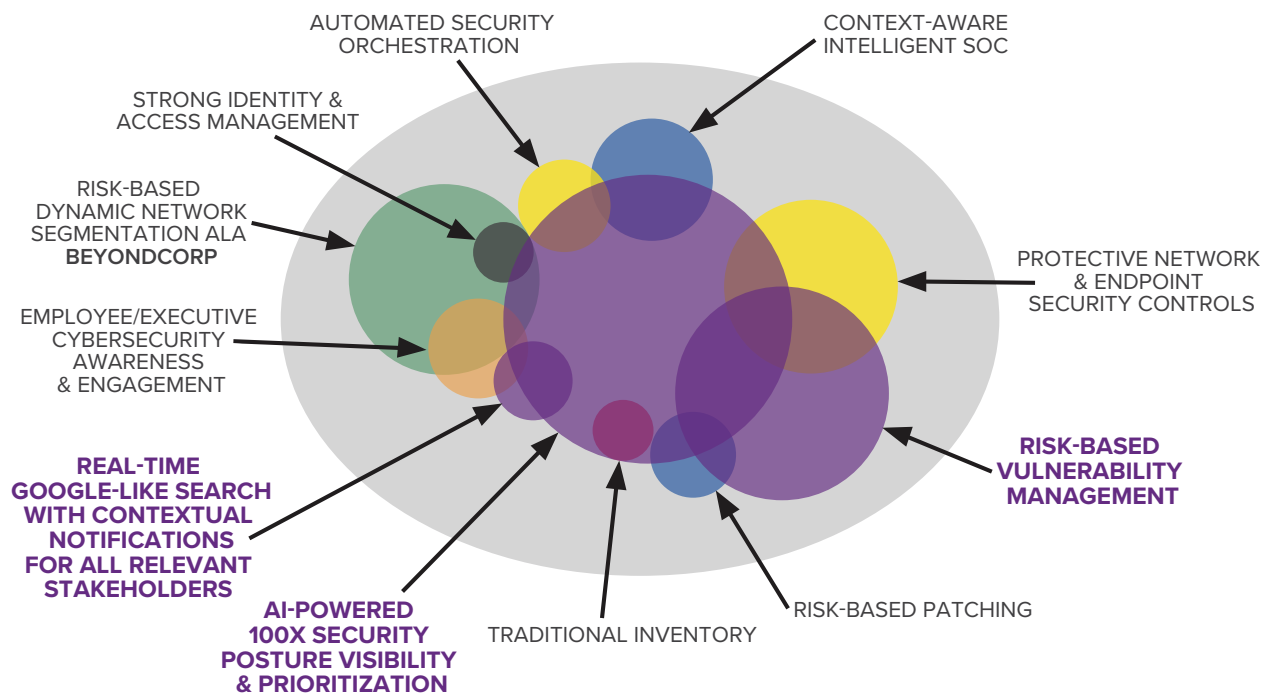 AUTOMATED SECURITY
ORCHESTRATION
CONTEXT-AWARE
INTELLIGENT SOC
STRONG IDENTITY &
ACCESS MANAGEMENT
RISK-BASED
DYNAMIC NETWORK
SEGMENTATION ALA
BEYONDCORP
PROTECTIVE NETWORK
& ENDPOINT
SECURITY CONTROLS
EMPLOYEE/EXECUTIVE
CYBERSECURITY
AWARENESS
& ENGAGEMENT
REAL-TIME
GOOGLE-LIKE SEARCH
WITH CONTEXTUAL
NOTIFICATIONS
FOR ALL RELEVANT
STAKEHOLDERS
RISK-BASED
VULNERABILITY
MANAGEMENT
AI-POWERED
100X SECURITY
POSTURE VISIBILITY
& PRIORITIZATION
TRADITIONAL INVENTORY
RISK-BASED PATCHING